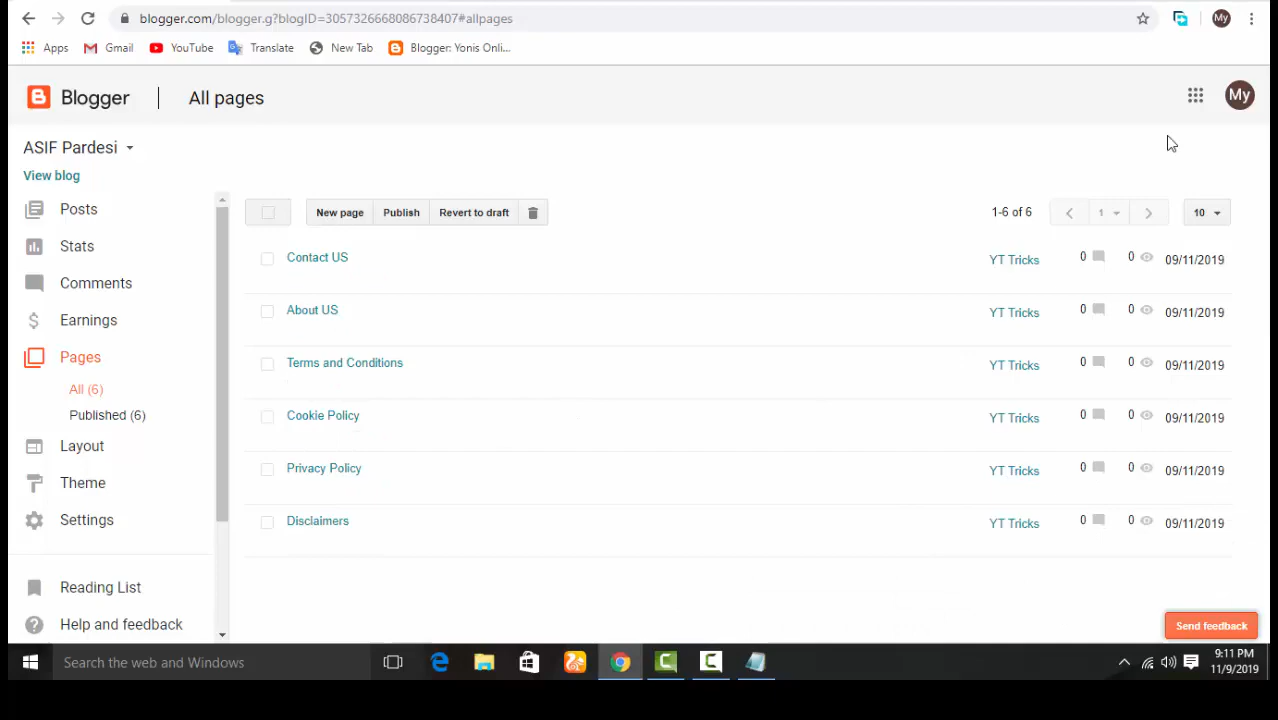 blogger.com/blogger.g?blogID=3057326668086738407#allpages
My
Apps
Gmail
YouTube
Translate
New Tab
Blogger: Yonis Onli...
Blogger
All pages
My
ASIF Pardesi
View blog
Posts
Stats
Comments
Earnings
Pages
All (6)
Published (6)
Layout
Theme
Settings
Reading List
Help and feedback
New page
Publish
Revert to draft
1-6 of 6
1
10
Contact US
YT Tricks
0
0
09/11/2019
About US
YT Tricks
0
0
09/11/2019
Terms and Conditions
YT Tricks
0
0
09/11/2019
Cookie Policy
YT Tricks
0
0
09/11/2019
Privacy Policy
YT Tricks
0
0
09/11/2019
Disclaimers
YT Tricks
0
0
09/11/2019
Send feedback
Search the web and Windows
9:11 PM
11/9/2019